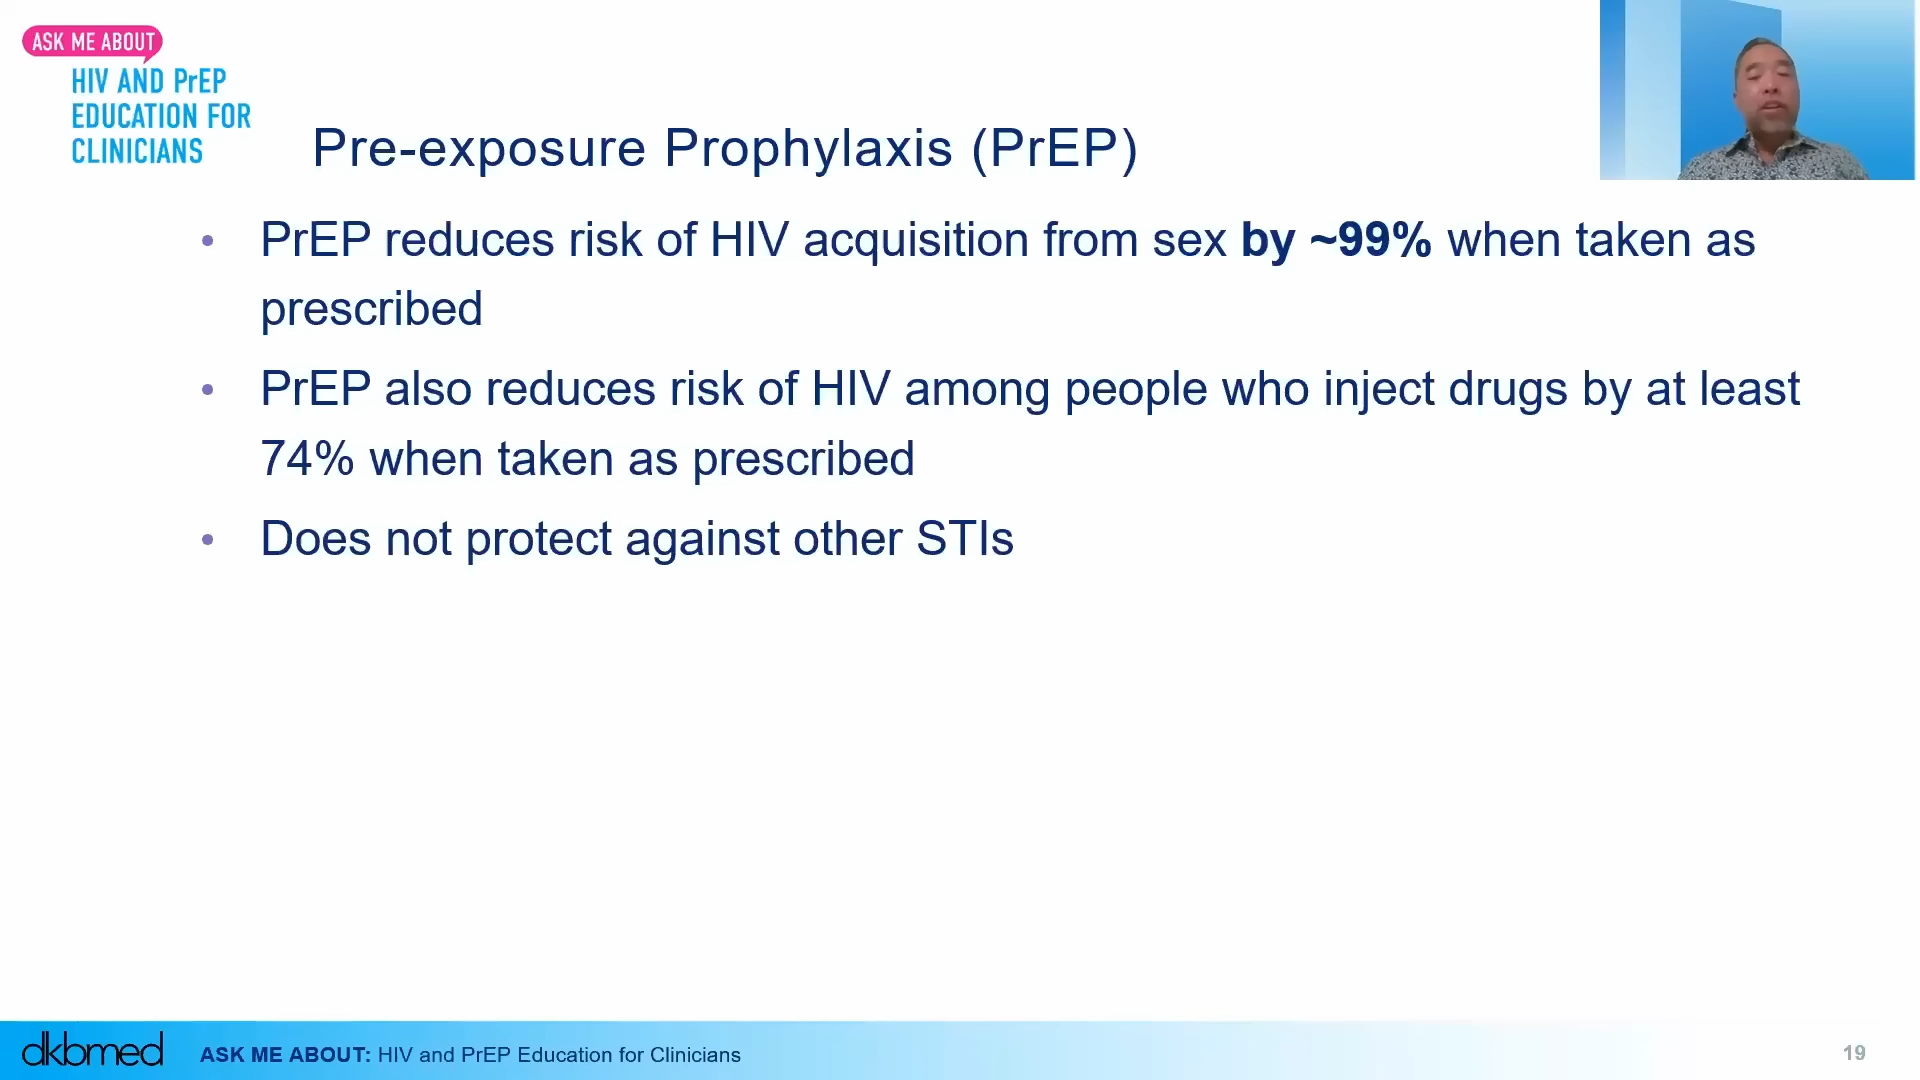 ASK ME ABOUT
HIV AND PrEP
EDUCATION FOR
CLINICIANS
Pre-exposure Prophylaxis (PrEP)
• PrEP reduces risk of HIV acquisition from sex by ~99% when taken as
prescribed
• PrEP also reduces risk of HIV among people who inject drugs by at least
74% when taken as prescribed
• Does not protect against other STIs
dkbmed
ASK ME ABOUT: HIV and PrEP Education for Clinicians
19